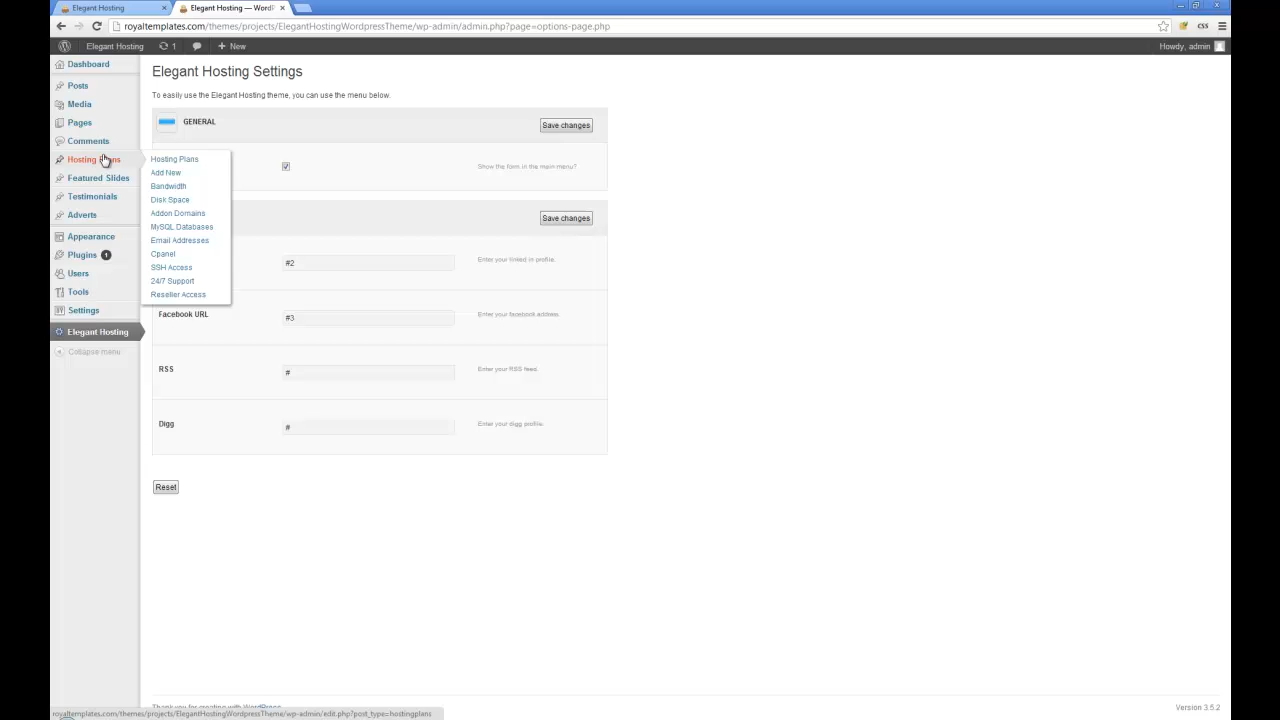 Elegant Hosting
Elegant Hosting — WordP
royaltemplates.com/themes/projects/ElegantHostingWordpressTheme/wp-admin/admin.php?page=options-page.php
CSS
Elegant Hosting 1 + New
Howdy, admin
Dashboard
Posts
Media
Pages
Comments
Hosting Plans
Featured Slides
Testimonials
Adverts
Appearance
Plugins 1
Users
Tools
Settings
Elegant Hosting
Collapse menu
Hosting Plans
Add New
Bandwidth
Disk Space
Addon Domains
MySQL Databases
Email Addresses
Cpanel
SSH Access
24/7 Support
Reseller Access
Elegant Hosting Settings
To easily use the Elegant Hosting theme, you can use the menu below.
GENERAL
Save changes
Show the form in the main menu?
Save changes
#2
Enter your linked in profile.
Facebook URL
#3
Enter your facebook address.
RSS
#
Enter your RSS feed.
Digg
#
Enter your digg profile.
Reset
Thank you for creating with WordPress
Version 3.5.2
royaltemplates.com/themes/projects/ElegantHostingWordpressTheme/wp-admin/edit.php?post_type=hostingplans